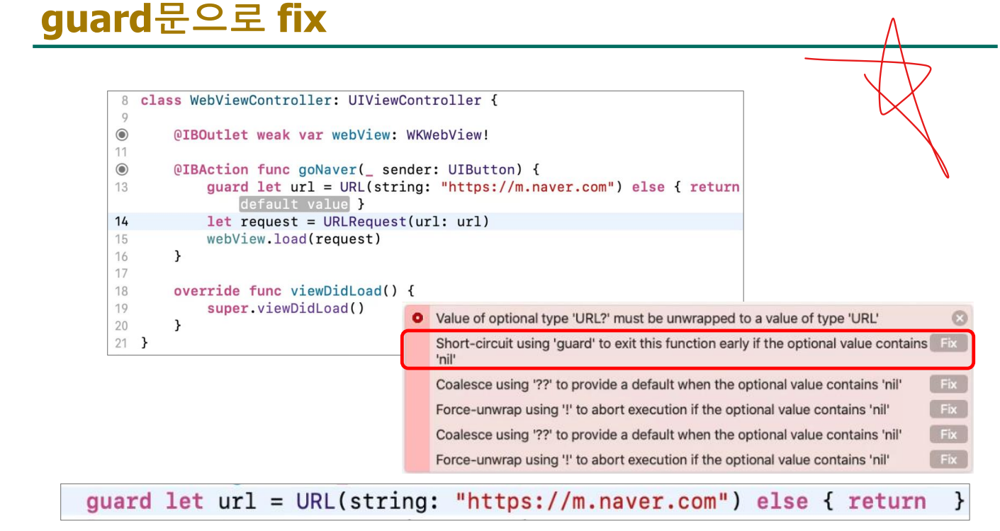 guard문으로 fix
8 class WebViewController: UIViewController {
9
@IBOutlet weak var webView: WKWebView!
11
@IBAction func goNaver(_ sender: UIButton) {
13 guard let url = URL(string: "https://m.naver.com") else { return
default value }
14 let request = URLRequest(url: url)
15 webView.load(request)
16 }
17
18 override func viewDidLoad() {
19 super.viewDidLoad()
20 }
21 }
Value of optional type 'URL?' must be unwrapped to a value of type 'URL'
Short-circuit using 'guard' to exit this function early if the optional value contains Fix
'nil'
Coalesce using '??' to provide a default when the optional value contains 'nil' Fix
Force-unwrap using '!' to abort execution if the optional value contains 'nil' Fix
Coalesce using '??' to provide a default when the optional value contains 'nil' Fix
Force-unwrap using '!' to abort execution if the optional value contains 'nil' Fix
guard let url = URL(string: "https://m.naver.com") else { return }